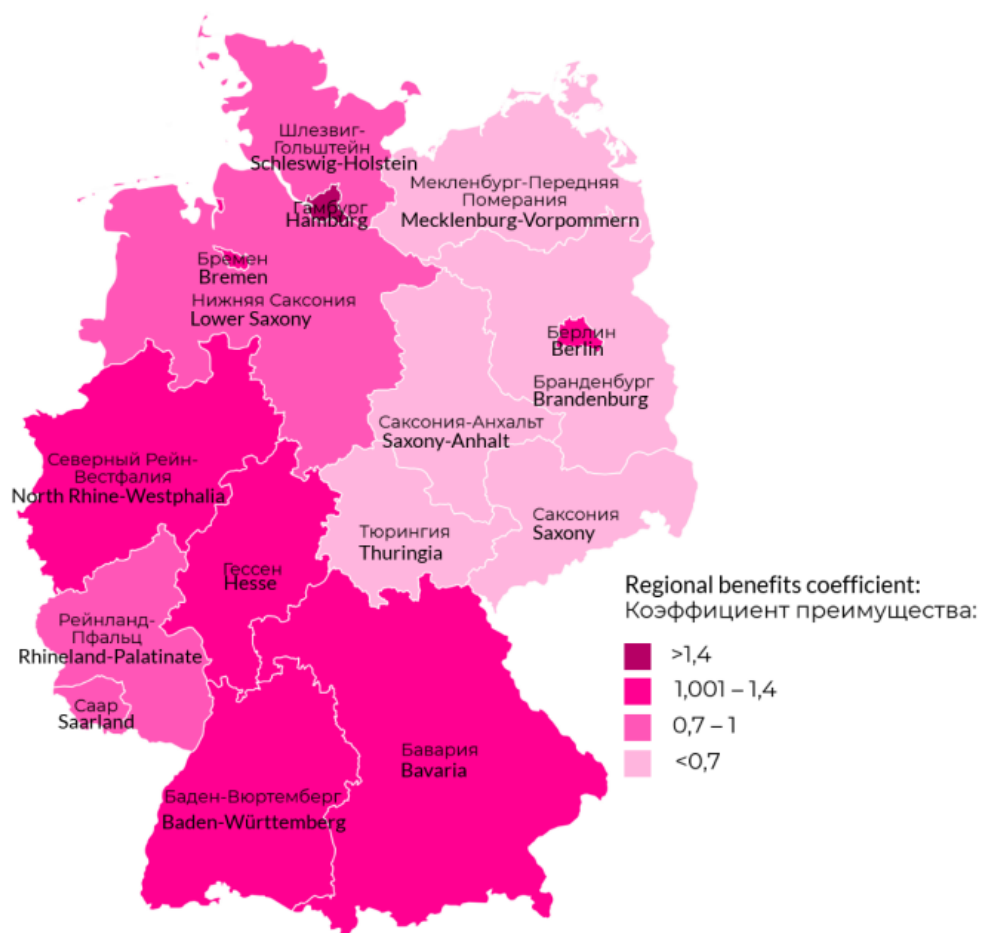 Шлезвиг-
Гольштейн
Schleswig-Holstein
Мекленбург-Передняя
Померания
Mecklenburg-Vorpommern
Гамбург
Hamburg
Бремен
Bremen
Нижняя Саксония
Lower Saxony
Берлин
Berlin
Бранденбург
Brandenburg
Саксония-Анхальт
Saxony-Anhalt
Северный Рейн-
Вестфалия
North Rhine-Westphalia
Саксония
Saxony
Тюрингия
Thuringia
Гессен
Hesse
Рейнланд-
Пфальц
Rhineland-Palatinate
Саар
Saarland
Бавария
Bavaria
Баден-Вюртемберг
Baden-Württemberg
Regional benefits coefficient:
Коэффициент преимущества:
>1,4
1,001 – 1,4
0,7 – 1
<0,7